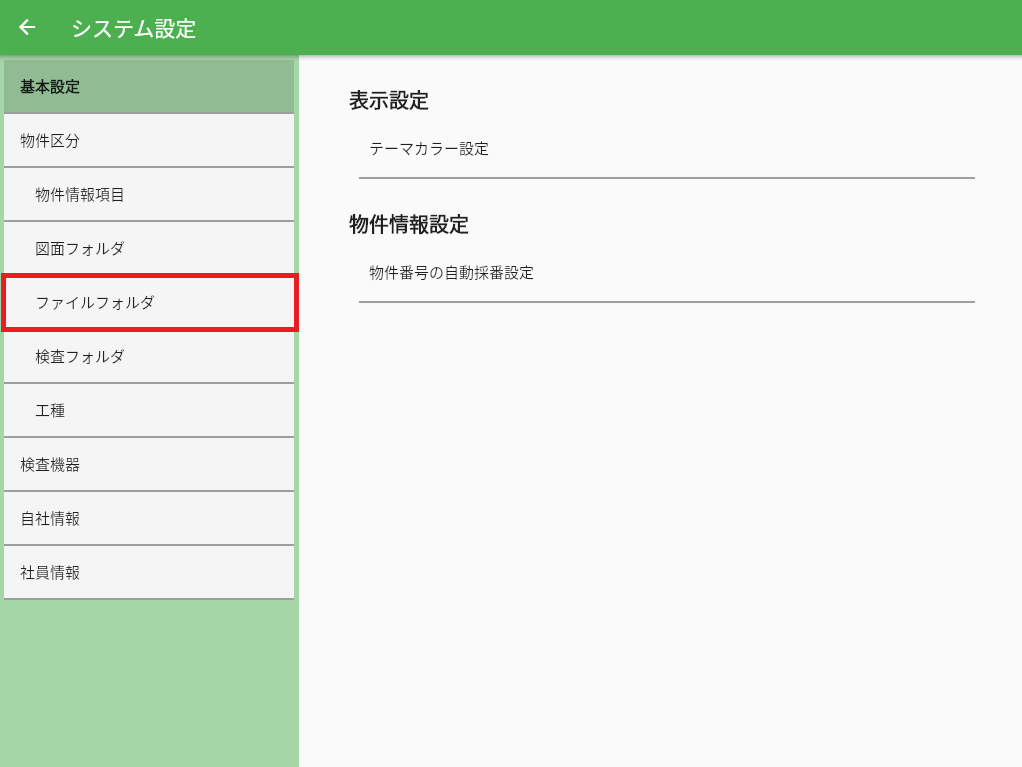 システム設定
基本設定
物件区分
物件情報項目
図面フォルダ
ファイルフォルダ
検査フォルダ
工種
検査機器
自社情報
社員情報
表示設定
テーマカラー設定
物件情報設定
物件番号の自動採番設定